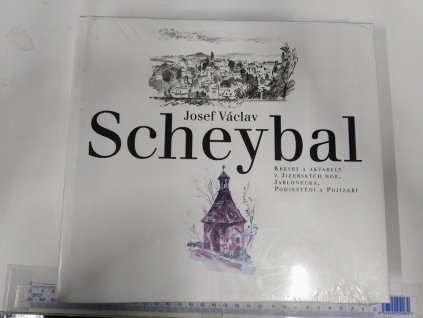 Josef Václav
Scheybal
Kresby a akvarely
z Jizerských hor,
Jablonecka,
Podještědí a Pojizeří